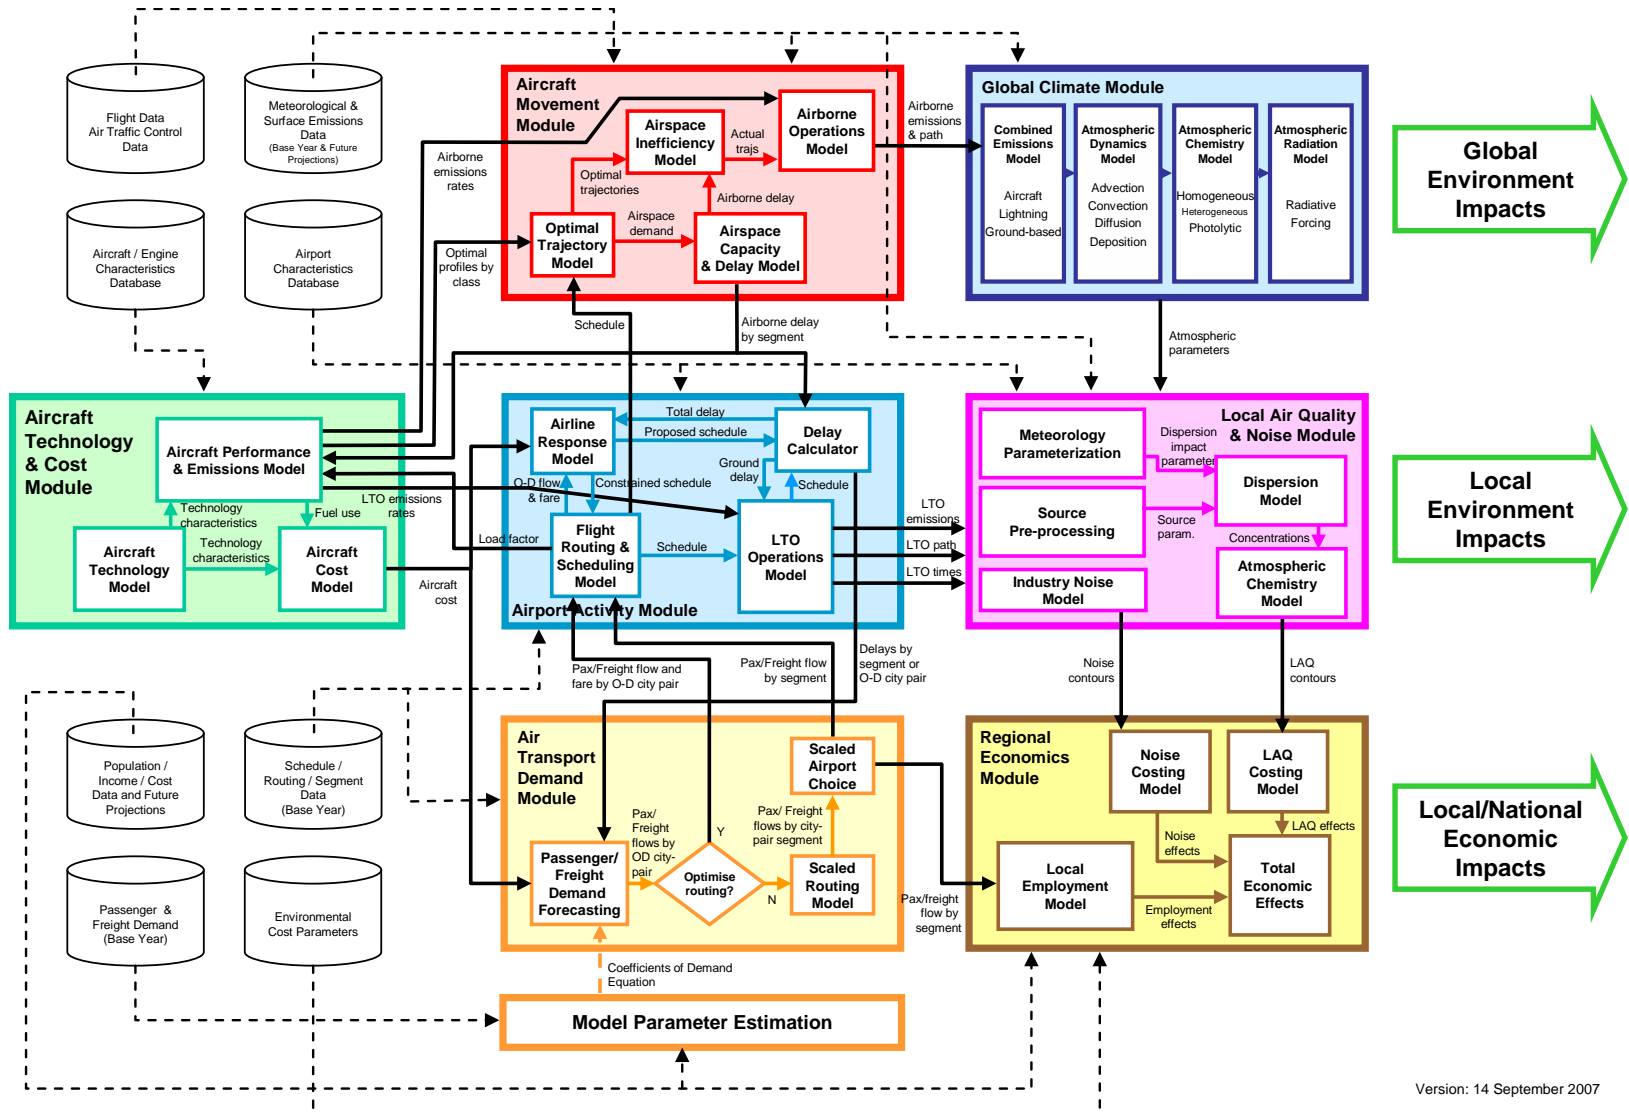 Flight Data
Air Traffic Control
Data
Meteorological &
Surface Emissions
Data
(Base Year & Future
Projections)
Aircraft / Engine
Characteristics
Database
Airport
Characteristics
Database
Aircraft
Movement
Module
Airspace
Inefficiency
Model
Actual
trajs
Airborne
Operations
Model
Optimal
trajectories
Airborne delay
Optimal
Trajectory
Model
Airspace
demand
Airspace
Capacity
& Delay Model
Airborne
emissions
rates
Optimal
profiles by
class
Schedule
Airborne delay
by segment
Airborne
emissions
& path
Global Climate Module
Combined
Emissions
Model
Aircraft
Lightning
Ground-based
Atmospheric
Dynamics
Model
Advection
Convection
Diffusion
Deposition
Atmospheric
Chemistry
Model
Homogeneous
Heterogeneous
Photolytic
Atmospheric
Radiation
Model
Radiative
Forcing
Atmospheric
parameters
Global
Environment
Impacts
Aircraft
Technology
& Cost
Module
Aircraft Performance
& Emissions Model
Technology
characteristics
Fuel use
Aircraft
Technology
Model
Technology
characteristics
Aircraft
Cost
Model
LTO emissions
rates
Load factor
Aircraft
cost
Airline
Response
Model
Total delay
Proposed schedule
Delay
Calculator
O-D flow
& fare
Constrained schedule
Ground
delay
Schedule
Flight
Routing &
Scheduling
Model
Schedule
LTO
Operations
Model
Airport Activity Module
LTO
emissions
LTO path
LTO times
Local Air Quality
& Noise Module
Meteorology
Parameterization
Dispersion
impact
parameter
Dispersion
Model
Source
Pre-processing
Source
param.
Concentrations
Industry Noise
Model
Atmospheric
Chemistry
Model
Local
Environment
Impacts
Pax/Freight flow and
fare by O-D city pair
Pax/Freight flow
by segment
Delays by
segment or
O-D city pair
Noise
contours
LAQ
contours
Population /
Income / Cost
Data and Future
Projections
Schedule /
Routing / Segment
Data
(Base Year)
Passenger &
Freight Demand
(Base Year)
Environmental
Cost Parameters
Air
Transport
Demand
Module
Scaled
Airport
Choice
Pax/
Freight
flows by
OD city-
pair
Y
Pax/ Freight
flows by city-
pair segment
Passenger/
Freight
Demand
Forecasting
Optimise
routing?
N
Scaled
Routing
Model
Pax/freight
flow by
segment
Regional
Economics
Module
Noise
Costing
Model
LAQ
Costing
Model
Noise
effects
LAQ effects
Local
Employment
Model
Employment
effects
Total
Economic
Effects
Local/National
Economic
Impacts
Coefficients of Demand
Equation
Model Parameter Estimation
Version: 14 September 2007